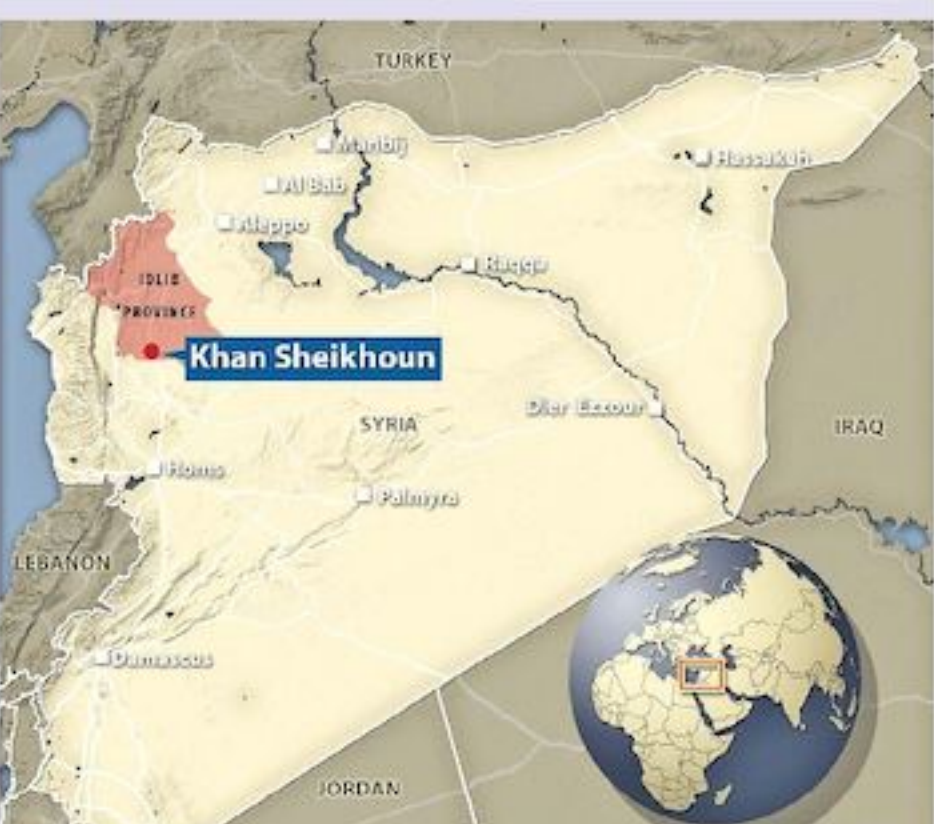 TURKEY
Manbij
Hassakah
Al Bab
Aleppo
Raqqa
IDLIB
PROVINCE
Khan Sheikhoun
Dier Ezzour
SYRIA
IRAQ
Homs
Palmyra
LEBANON
Damascus
JORDAN